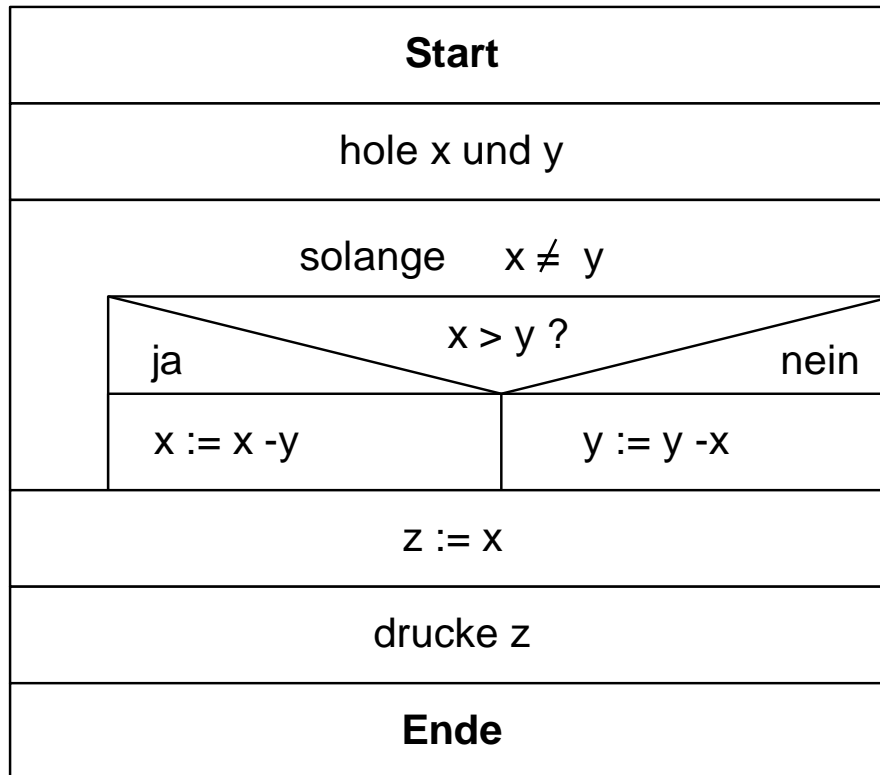 Start
hole x und y
solange x ≠ y
x > y ?
ja
nein
x := x -y
y := y -x
z := x
drucke z
Ende